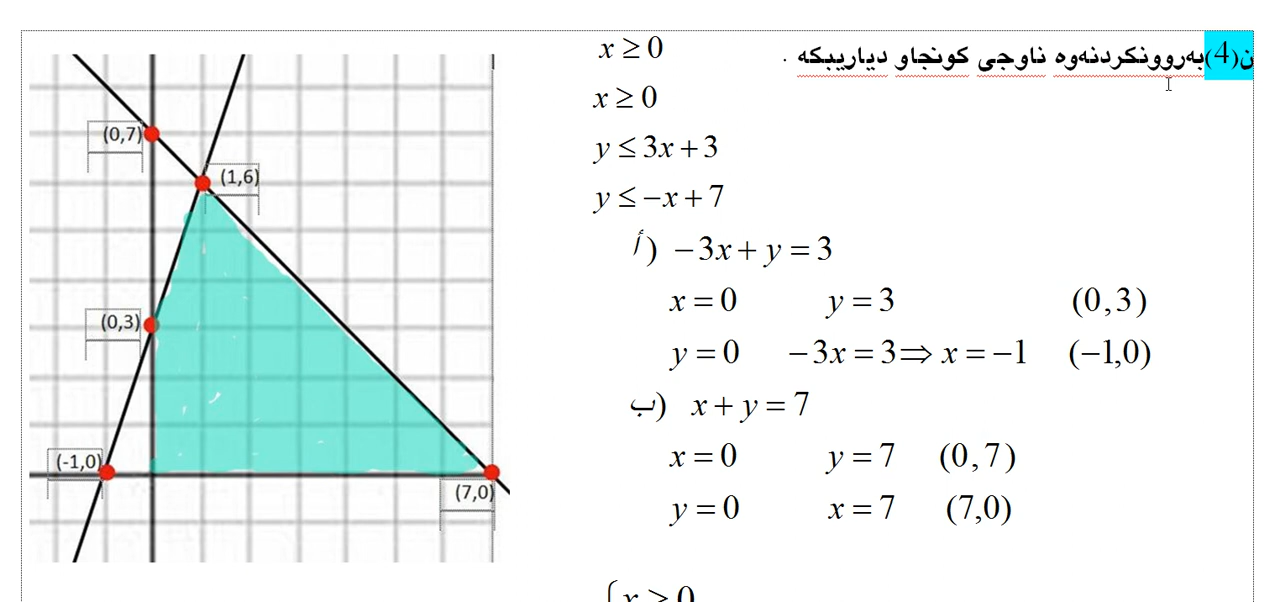 ن(4)بەروونکردنەوە ناوجی کونجاو دیاریبکە .
x ≥ 0
x ≥ 0
y ≤ 3x + 3
y ≤ −x + 7
أ) −3x + y = 3
x = 0 y = 3 (0,3)
y = 0 −3x = 3 ⇒ x = −1 (−1,0)
ب) x + y = 7
x = 0 y = 7 (0,7)
y = 0 x = 7 (7,0)
(0,7)
(1,6)
(0,3)
(-1,0)
(7,0)